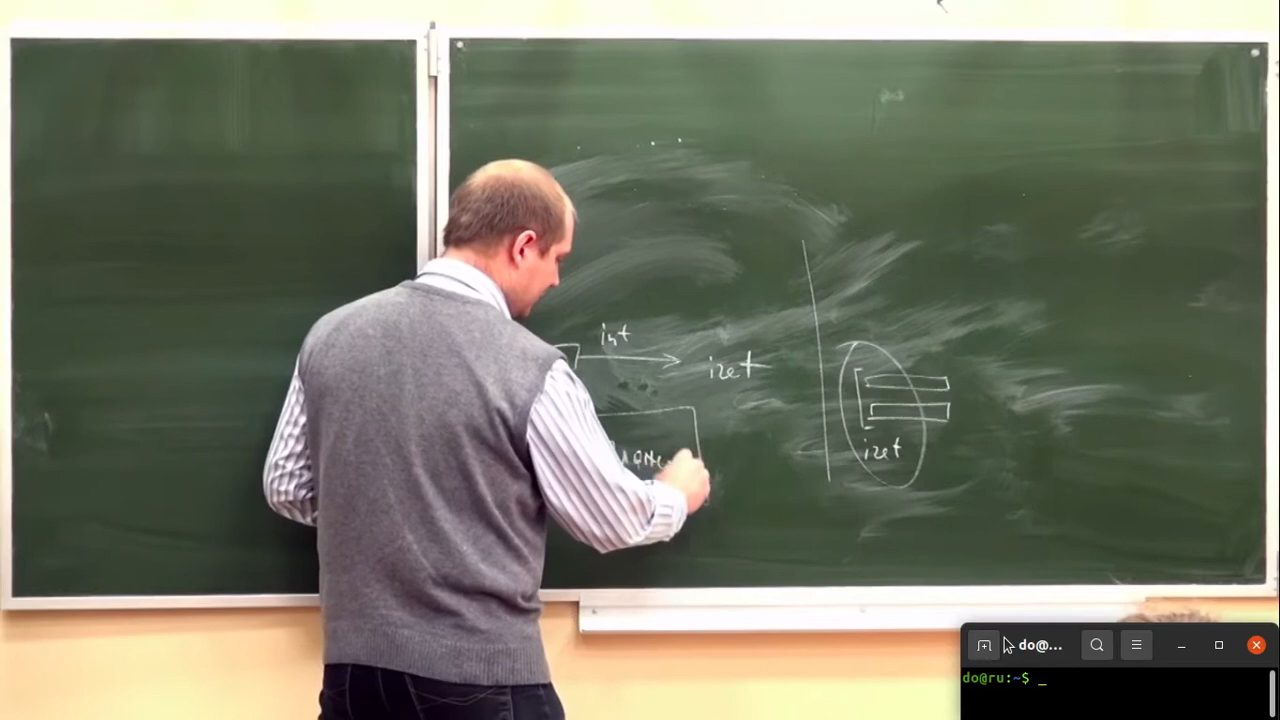 int
iret
iret
do@...
do@ru:~$ _